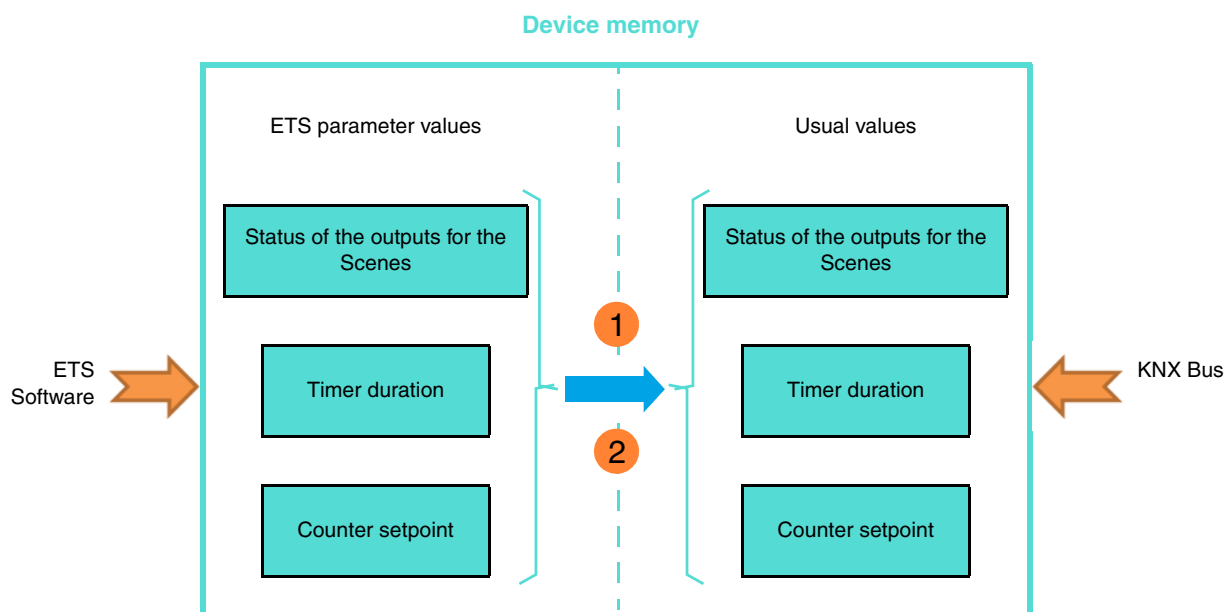 Device memory
ETS parameter values
Usual values
Status of the outputs for the
Scenes
Status of the outputs for the
Scenes
1
ETS
Software
Timer duration
Timer duration
KNX Bus
2
Counter setpoint
Counter setpoint